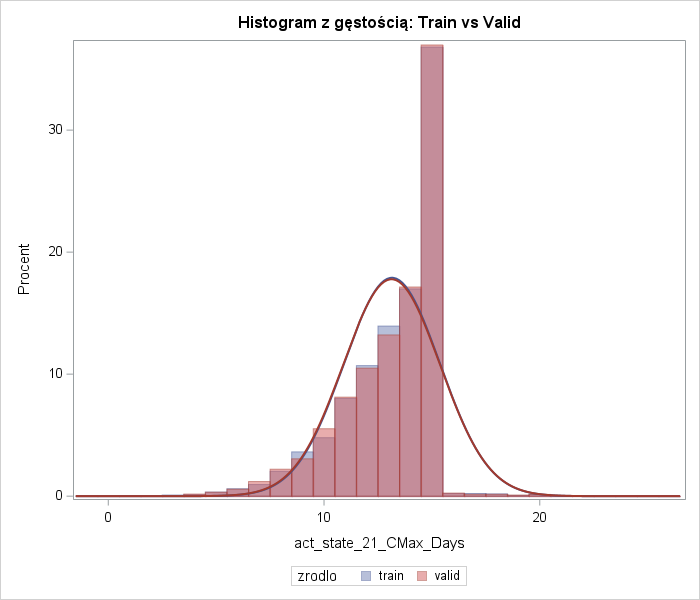 Histogram z gęstością: Train vs Valid
Procent
30
20
10
0
0 10 20
act_state_21_CMax_Days
zrodlo train valid